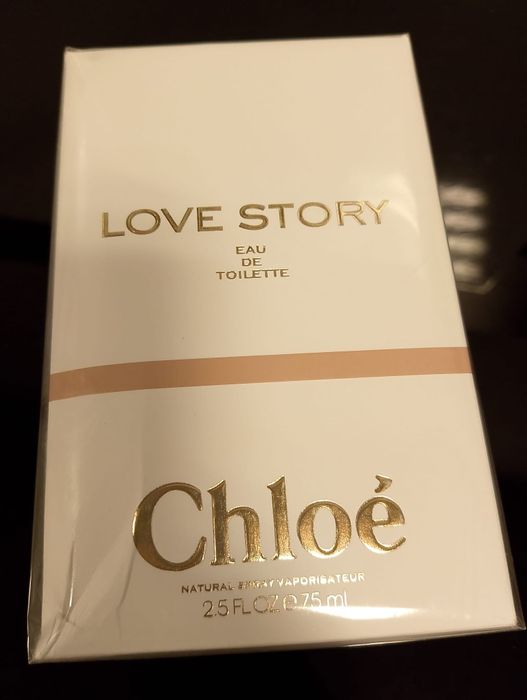 LOVE STORY
EAU
DE
TOILETTE
Chloé
NATURAL SPRAY VAPORISATEUR
2.5 FL OZ ℮ 75 ml